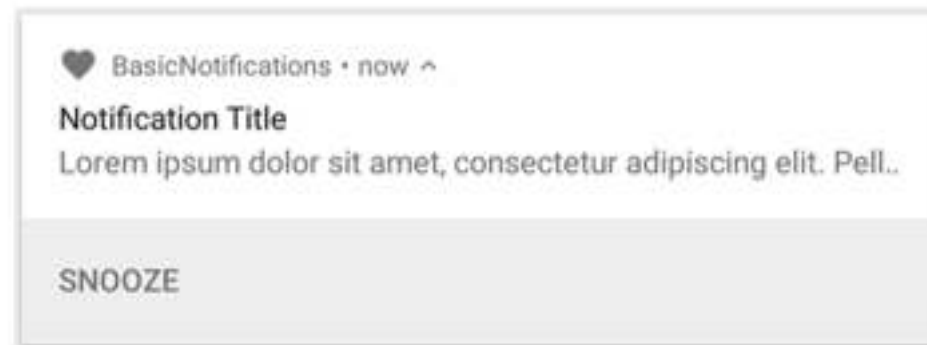 BasicNotifications • now
Notification Title
Lorem ipsum dolor sit amet, consectetur adipiscing elit. Pell..
SNOOZE